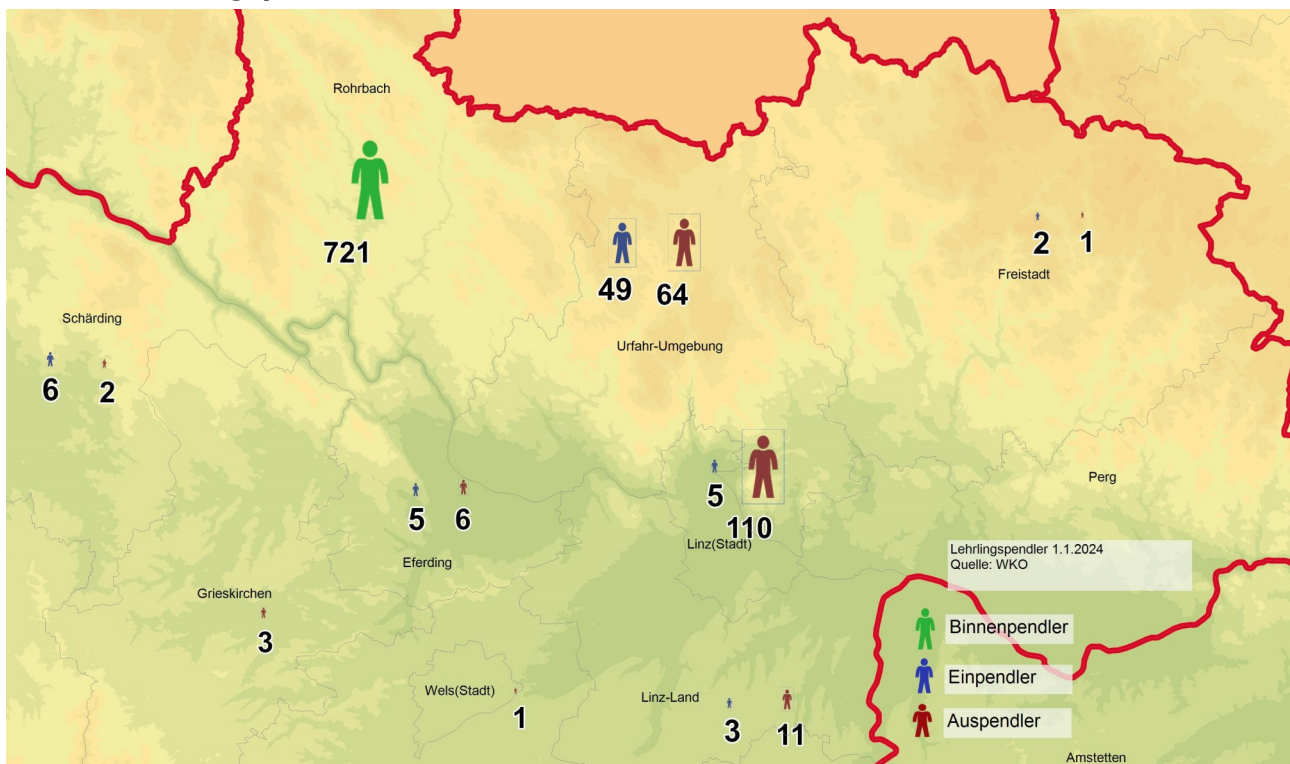 Rohrbach
721
49
64
2
1
Freistadt
Schärding
6
2
Urfahr-Umgebung
5
6
Eferding
5
110
Linz(Stadt)
Perg
Grieskirchen
3
Wels(Stadt)
1
Linz-Land
3
11
Lehrlingspendler 1.1.2024
Quelle: WKO
Binnenpendler
Einpendler
Auspendler
Amstetten